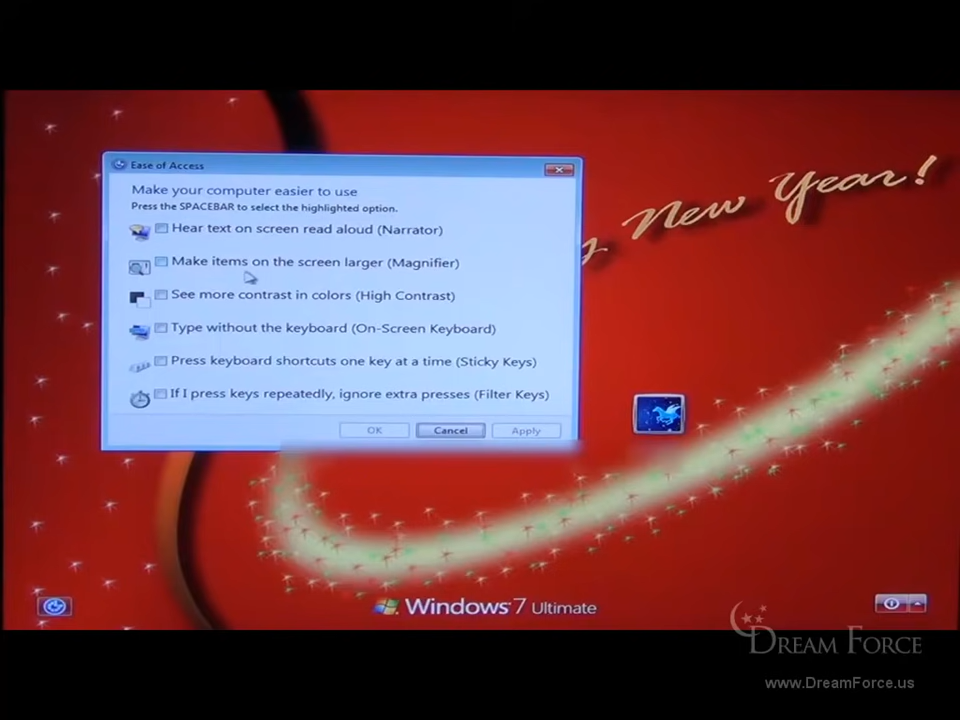 Ease of Access
Make your computer easier to use
Press the SPACEBAR to select the highlighted option.
Hear text on screen read aloud (Narrator)
Make items on the screen larger (Magnifier)
See more contrast in colors (High Contrast)
Type without the keyboard (On-Screen Keyboard)
Press keyboard shortcuts one key at a time (Sticky Keys)
If I press keys repeatedly, ignore extra presses (Filter Keys)
OK Cancel Apply
New Year!
Windows 7 Ultimate
DREAM FORCE
www.DreamForce.us